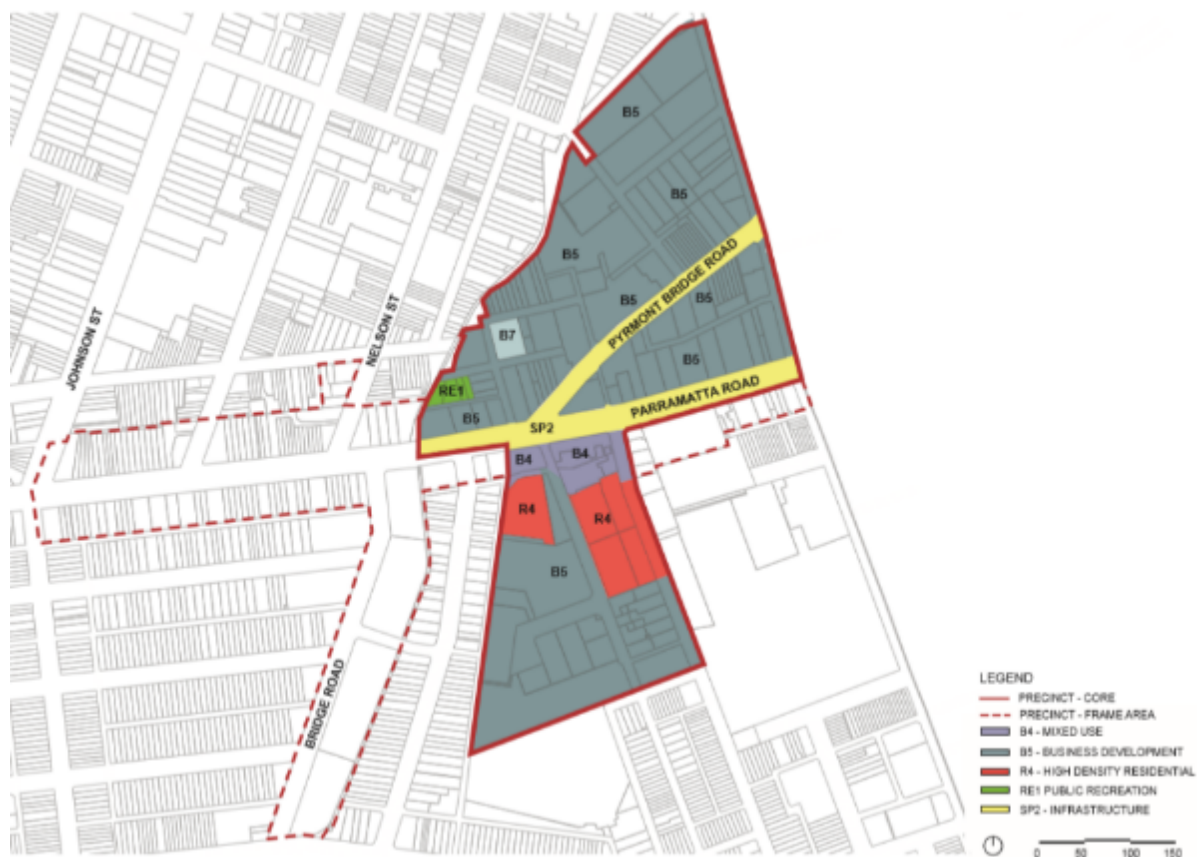 B5
B5
B5
PYRMONT BRIDGE ROAD
B5
B5
JOHNSON ST
NELSON ST
B7
B5
RE1
PARRAMATTA ROAD
B5
SP2
B4
B4
R4
R4
B5
BRIDGE ROAD
LEGEND
PRECINCT - CORE
PRECINCT - FRAME AREA
B4 - MIXED USE
B5 - BUSINESS DEVELOPMENT
R4 - HIGH DENSITY RESIDENTIAL
RE1 PUBLIC RECREATION
SP2 - INFRASTRUCTURE
0 50 100 150